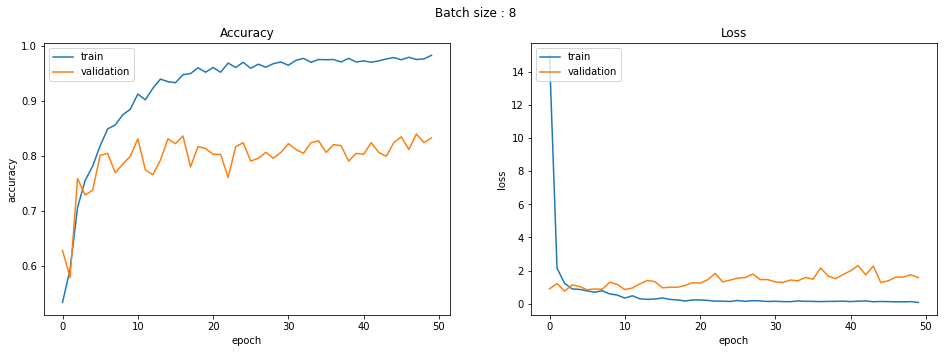 Batch size : 8
Accuracy
train
validation
1.0
0.9
0.8
0.7
0.6
accuracy
0 10 20 30 40 50
epoch
Loss
train
validation
14
12
10
8
6
4
2
0
loss
0 10 20 30 40 50
epoch